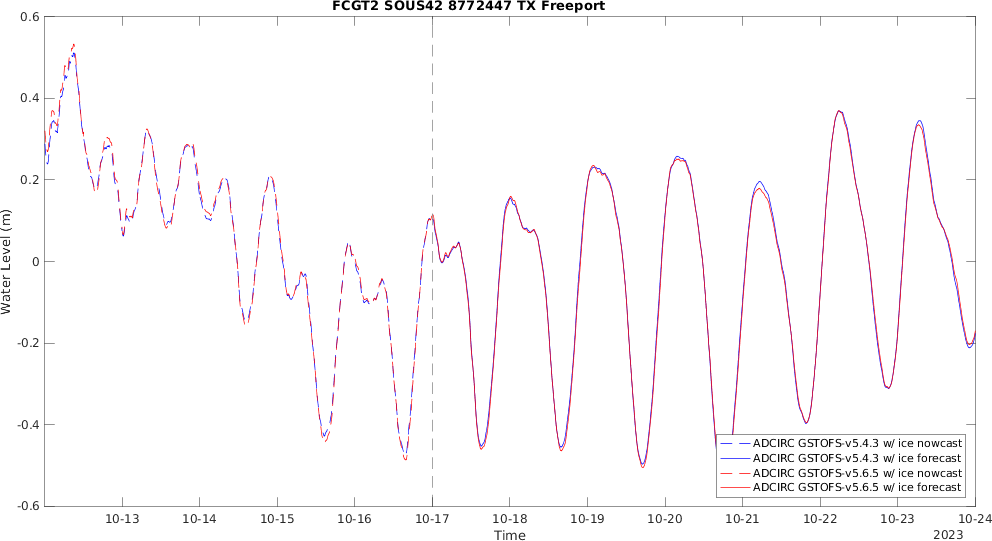 FCGT2 SOUS42 8772447 TX Freeport
0.6
0.4
0.2
0
-0.2
-0.4
-0.6
Water Level (m)
ADCIRC GSTOFS-v5.4.3 w/ ice nowcast
ADCIRC GSTOFS-v5.4.3 w/ ice forecast
ADCIRC GSTOFS-v5.6.5 w/ ice nowcast
ADCIRC GSTOFS-v5.6.5 w/ ice forecast
10-13 10-14 10-15 10-16 10-17 10-18 10-19 10-20 10-21 10-22 10-23 10-24
Time
2023